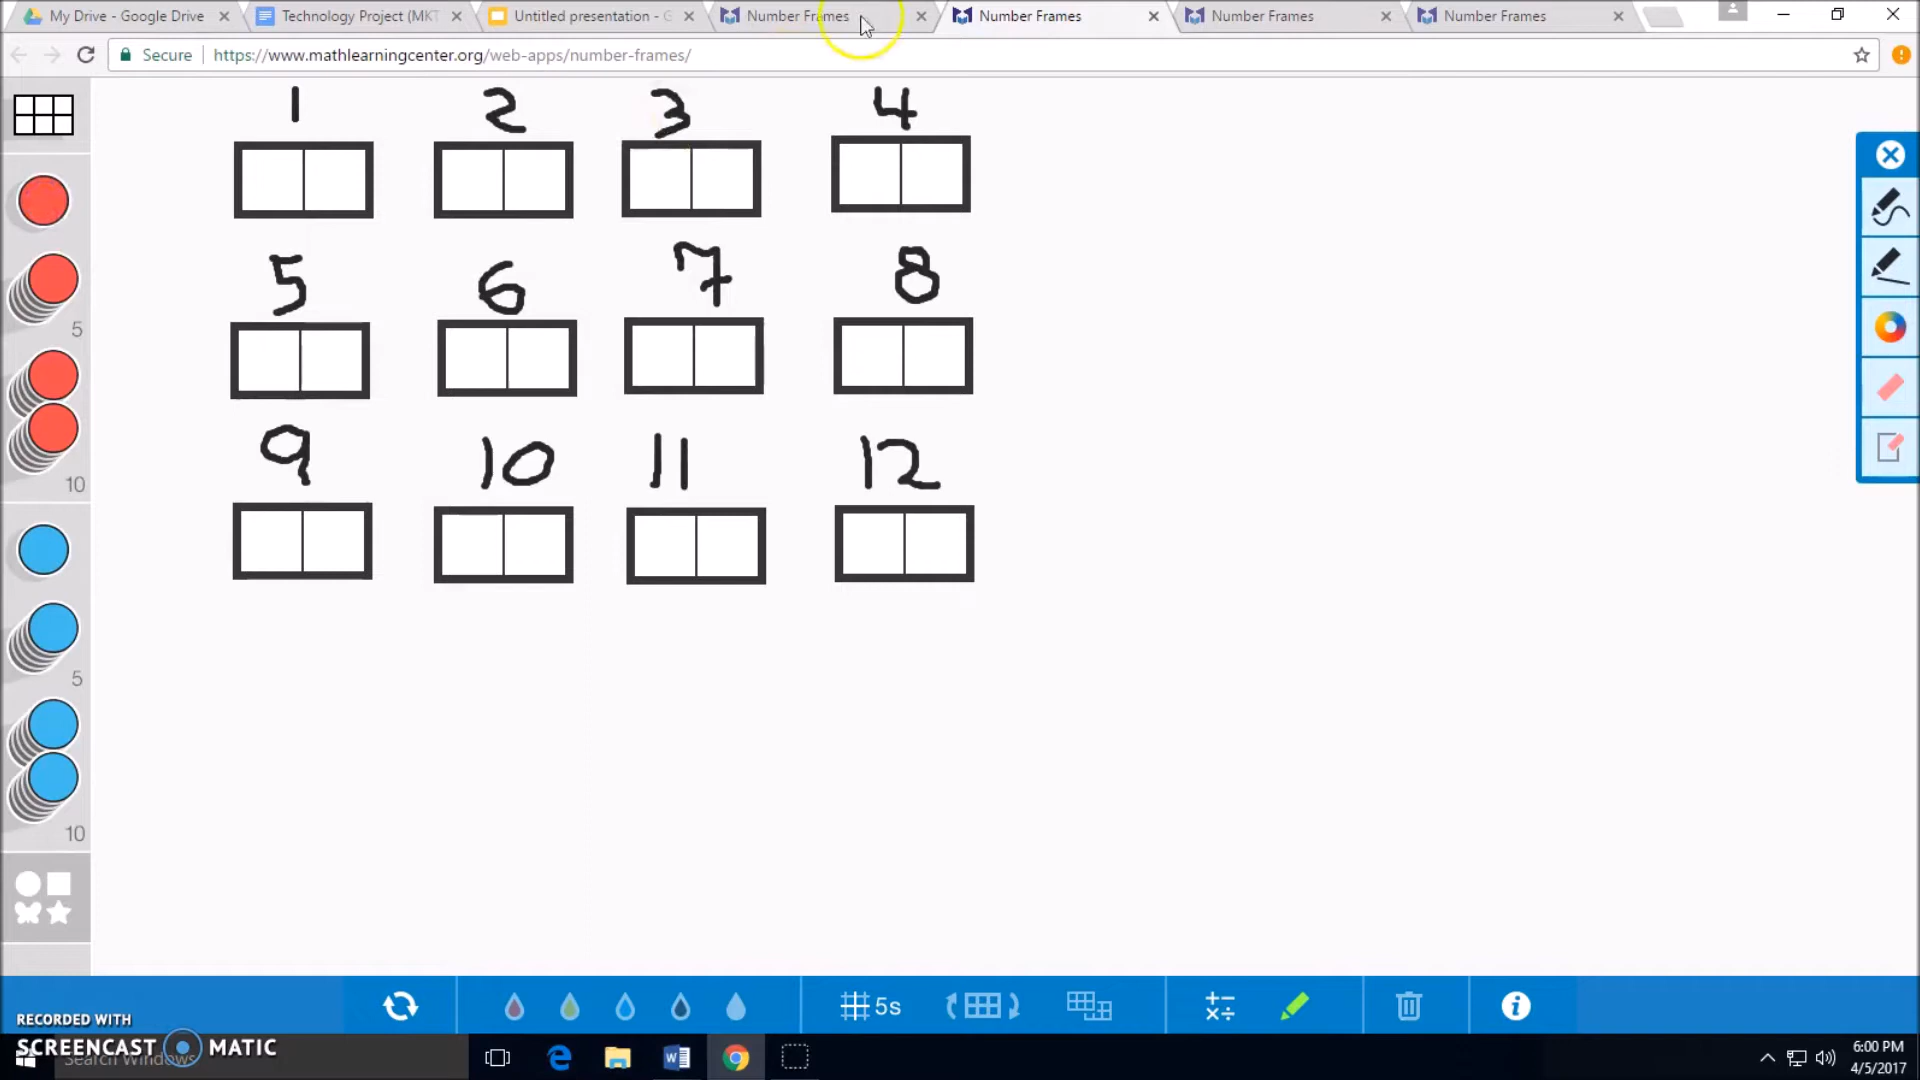 My Drive - Google Drive
Technology Project (MKT
Untitled presentation - G
Number Frames
Number Frames
Number Frames
Number Frames
Secure
https://www.mathlearningcenter.org/web-apps/number-frames/
1 2 3 4
5 6 7 8
9 10 11 12
5
10
5
10
5s
RECORDED WITH
SCREENCAST MATIC
Search Windows
6:00 PM
4/5/2017